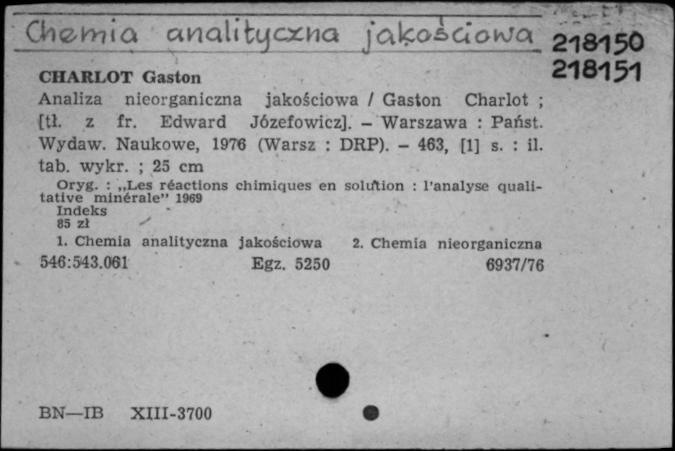 Chemia analityczna jakościowa 218150
218151
CHARLOT Gaston
Analiza nieorganiczna jakościowa / Gaston Charlot ;
[tł. z fr. Edward Józefowicz]. — Warszawa : Państ.
Wydaw. Naukowe, 1976 (Warsz : DRP). — 463, [1] s. : il.
tab. wykr. ; 25 cm
Oryg. : „Les réactions chimiques en solution : l'analyse quali-
tative minérale” 1969
Indeks
85 zł
1. Chemia analityczna jakościowa 2. Chemia nieorganiczna
546:543.061 Egz. 5250 6937/76
BN—IB XIII-3700